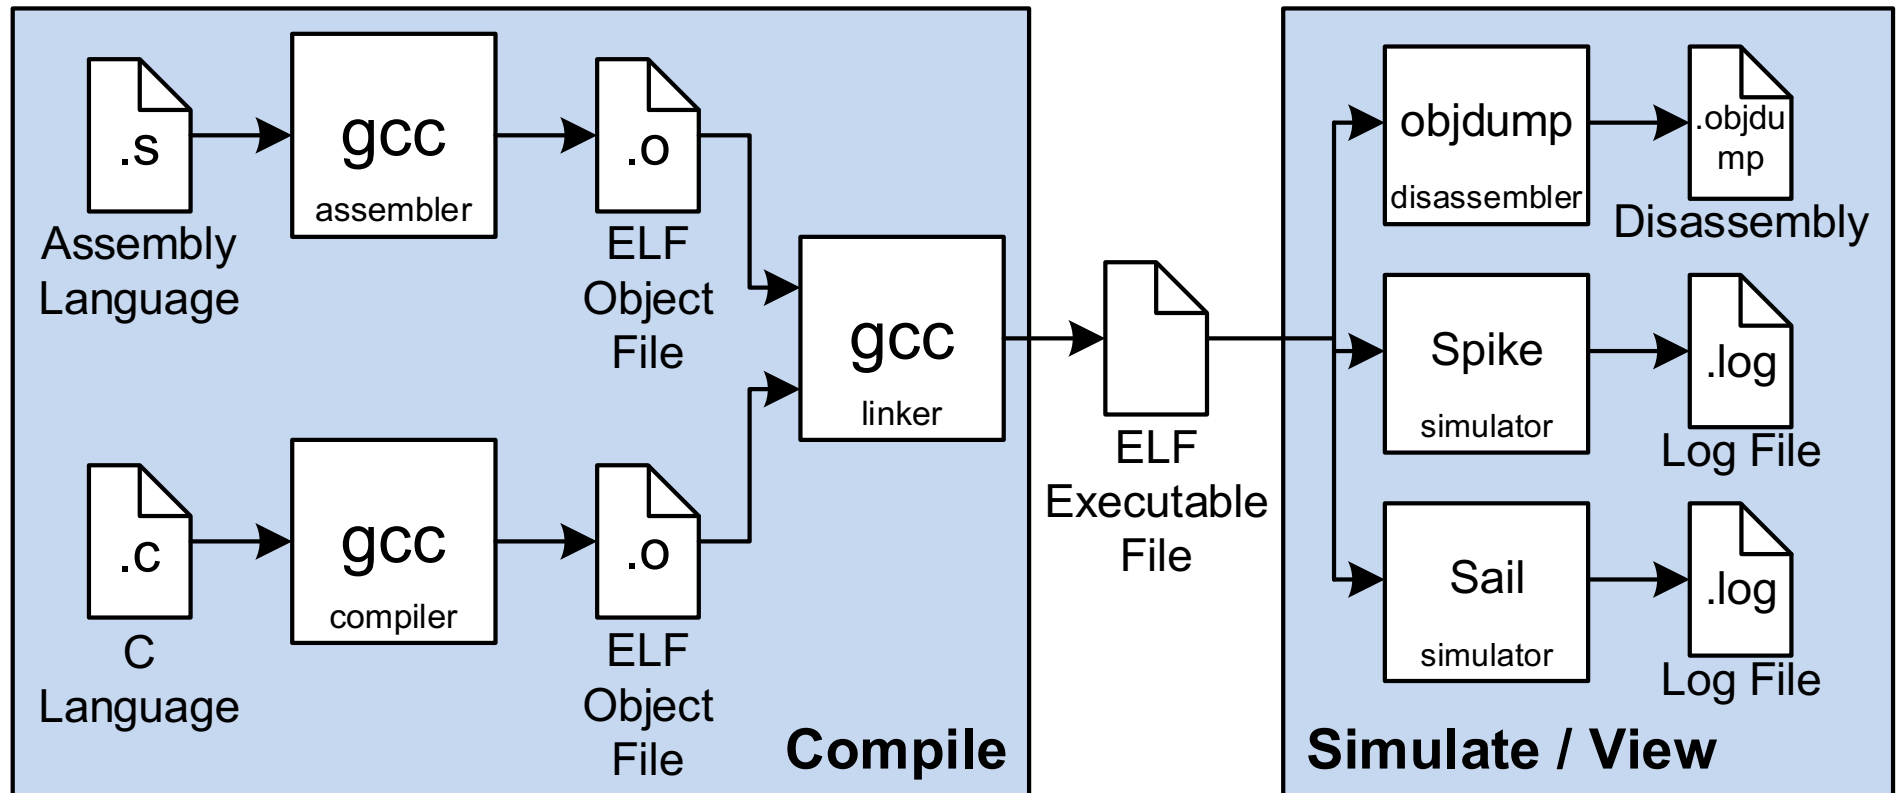 .s
Assembly
Language
gcc
assembler
.o
ELF
Object
File
.c
C
Language
gcc
compiler
.o
ELF
Object
File
gcc
linker
Compile
ELF
Executable
File
objdump
disassembler
.objdu
mp
Disassembly
Spike
simulator
.log
Log File
Sail
simulator
.log
Log File
Simulate / View